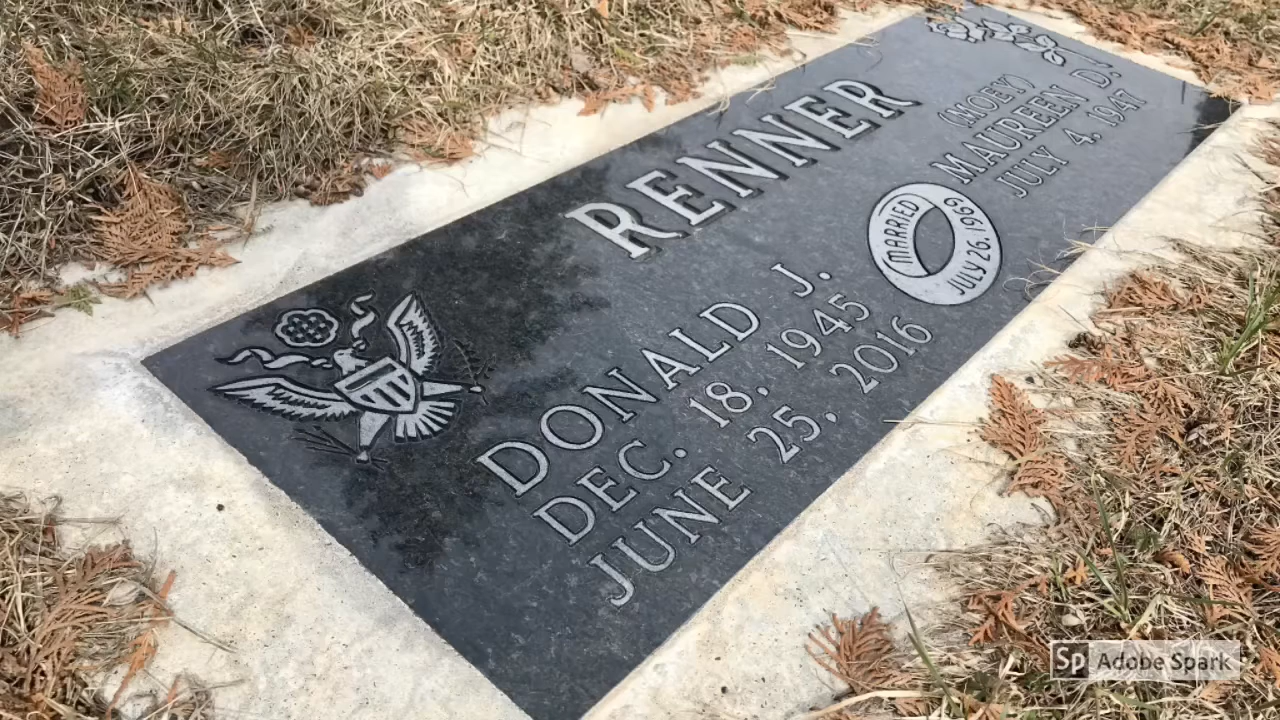 RENNER
DONALD J.
DEC. 18, 1945
JUNE 25, 2016
MARRIED
JULY 26, 1969
(MOEY)
MAUREEN D.
JULY 4, 1947
Sp Adobe Spark